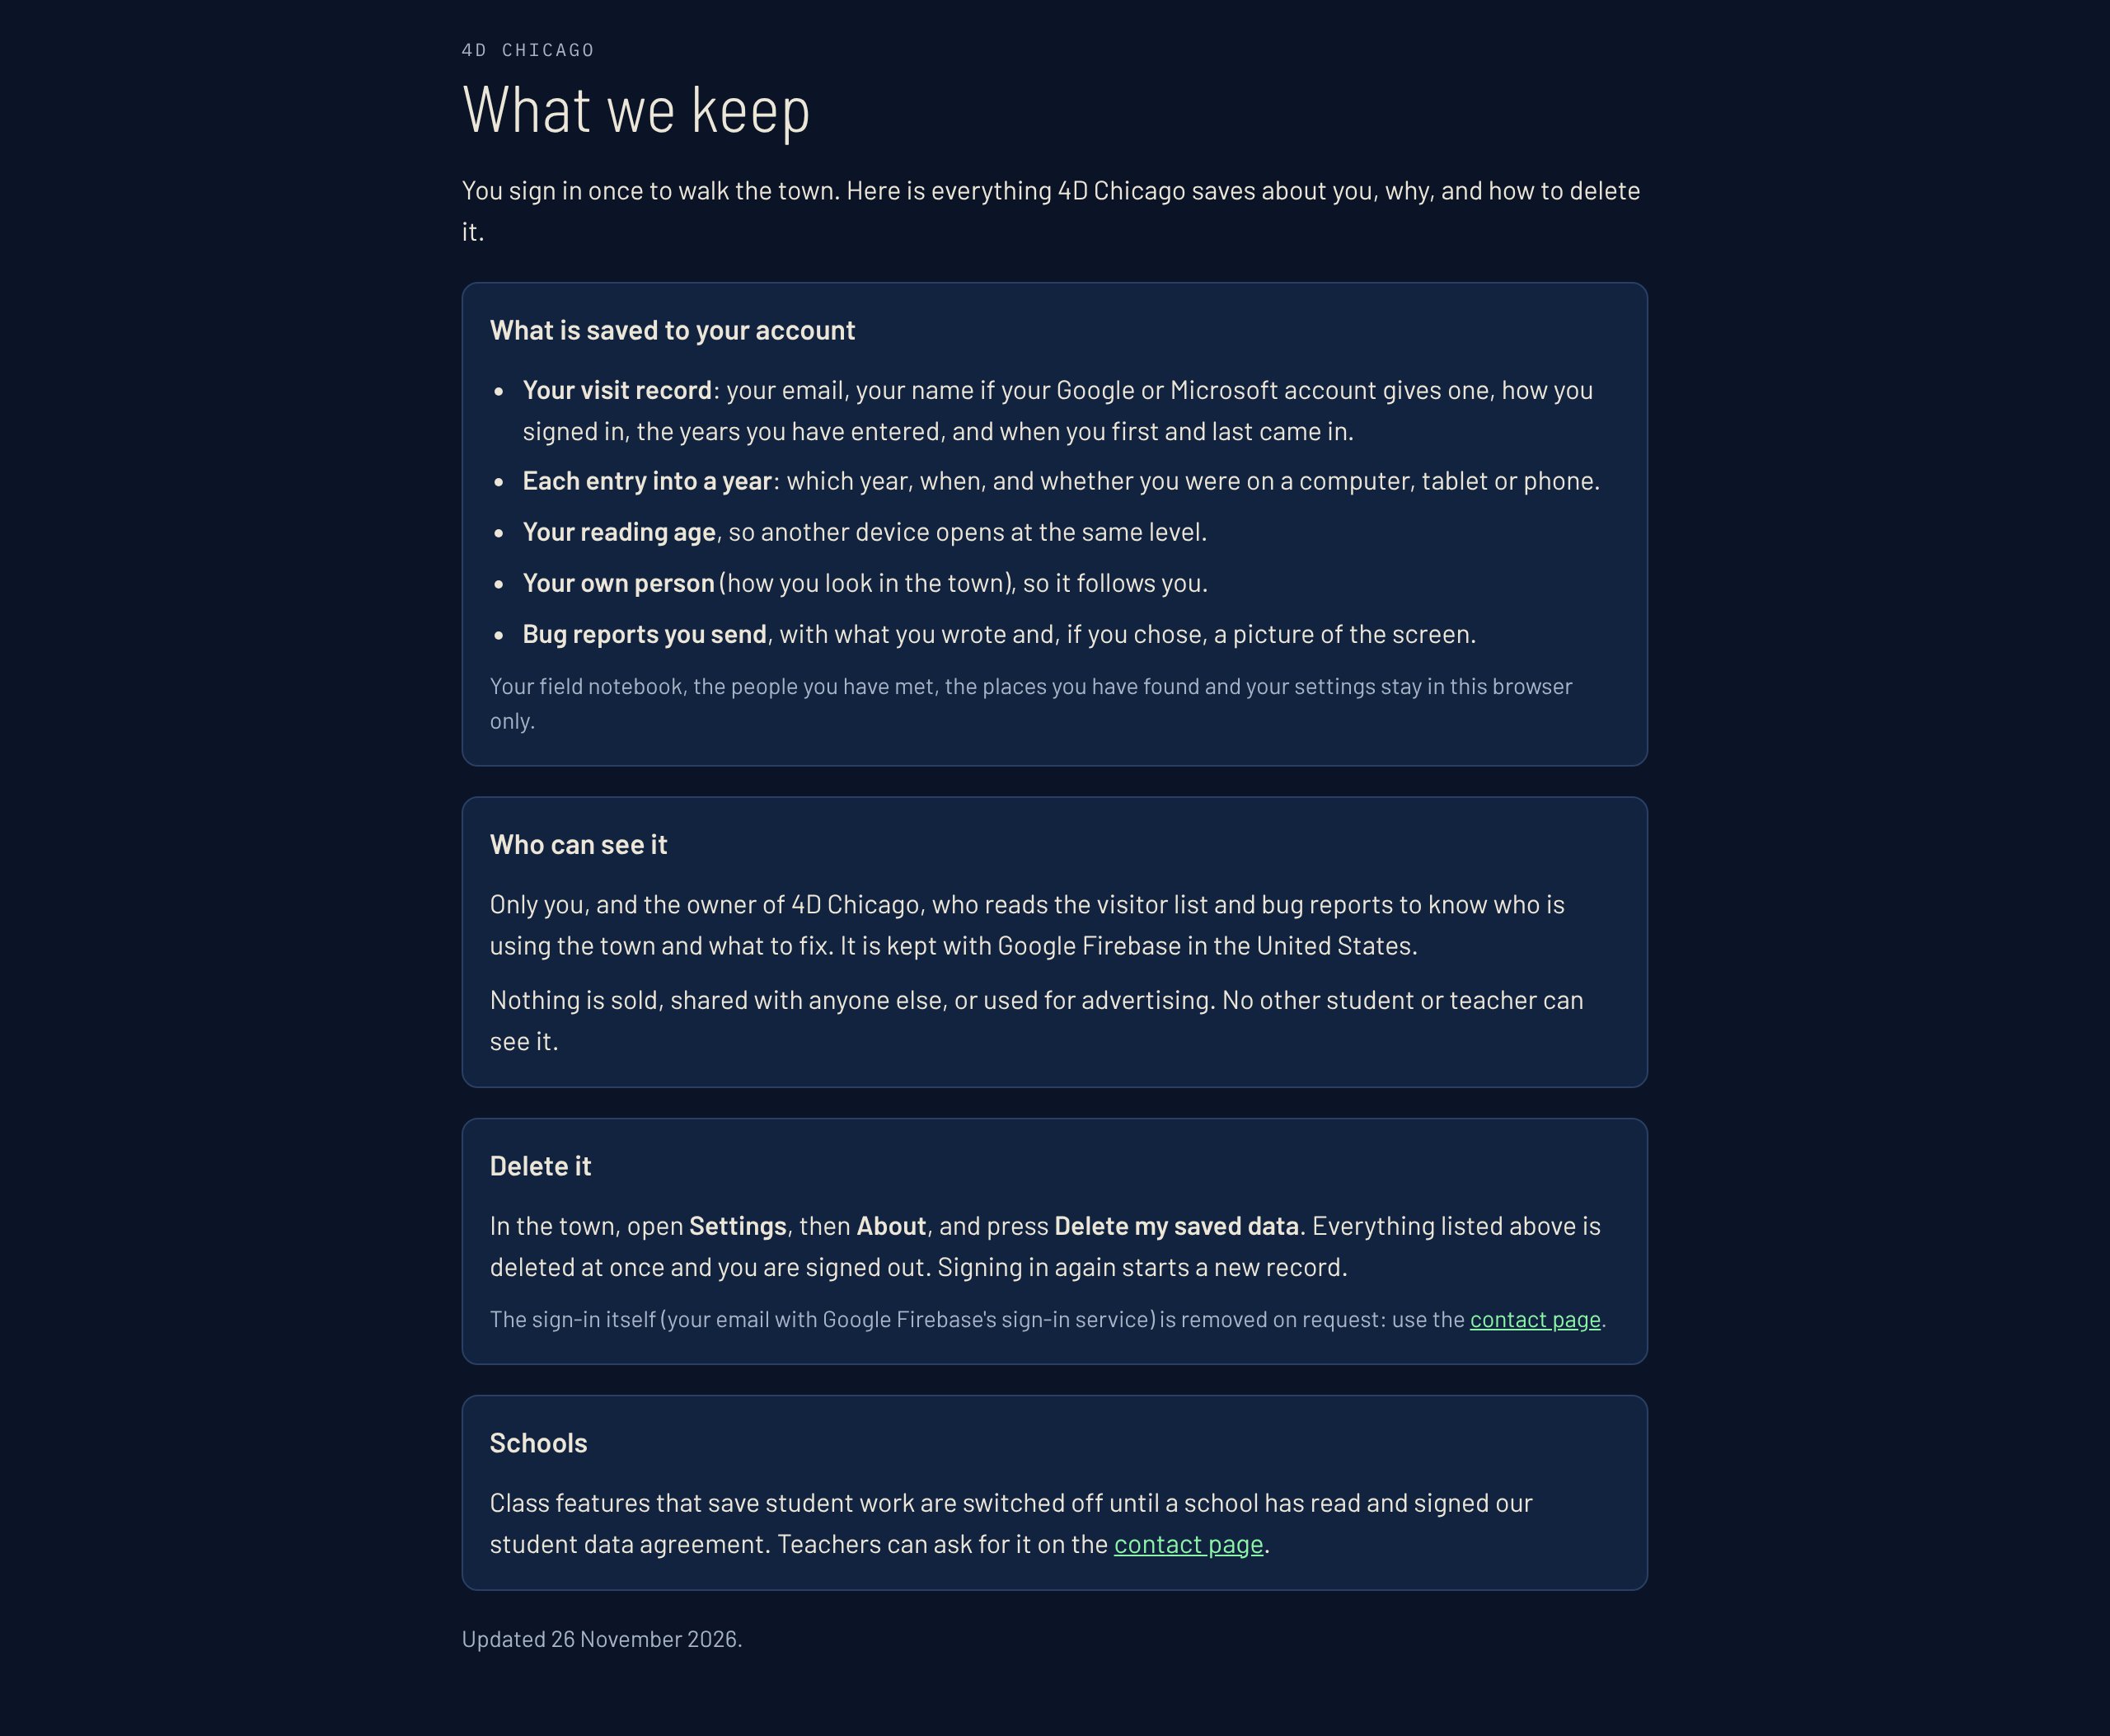 4D CHICAGO
What we keep
You sign in once to walk the town. Here is everything 4D Chicago saves about you, why, and how to delete
it.
What is saved to your account
• Your visit record: your email, your name if your Google or Microsoft account gives one, how you
signed in, the years you have entered, and when you first and last came in.
• Each entry into a year: which year, when, and whether you were on a computer, tablet or phone.
• Your reading age, so another device opens at the same level.
• Your own person (how you look in the town), so it follows you.
• Bug reports you send, with what you wrote and, if you chose, a picture of the screen.
Your field notebook, the people you have met, the places you have found and your settings stay in this browser
only.
Who can see it
Only you, and the owner of 4D Chicago, who reads the visitor list and bug reports to know who is
using the town and what to fix. It is kept with Google Firebase in the United States.
Nothing is sold, shared with anyone else, or used for advertising. No other student or teacher can
see it.
Delete it
In the town, open Settings, then About, and press Delete my saved data. Everything listed above is
deleted at once and you are signed out. Signing in again starts a new record.
The sign-in itself (your email with Google Firebase's sign-in service) is removed on request: use the contact page.
Schools
Class features that save student work are switched off until a school has read and signed our
student data agreement. Teachers can ask for it on the contact page.
Updated 26 November 2026.